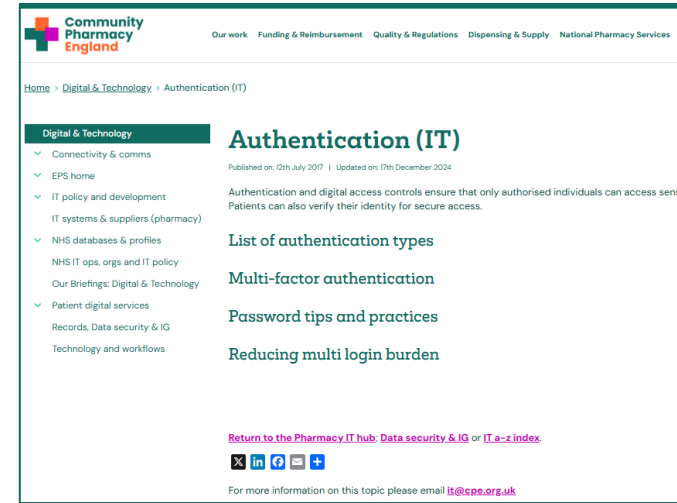 Community
Pharmacy
England
Our work Funding & Reimbursement Quality & Regulations Dispensing & Supply National Pharmacy Services
Home > Digital & Technology > Authentication (IT)
Digital & Technology
Connectivity & comms
EPS home
IT policy and development
IT systems & suppliers (pharmacy)
NHS databases & profiles
NHS IT ops, orgs and IT policy
Our Briefings: Digital & Technology
Patient digital services
Records, Data security & IG
Technology and workflows
Authentication (IT)
Published on: 12th July 2017 | Updated on: 17th December 2024
Authentication and digital access controls ensure that only authorised individuals can access sens
Patients can also verify their identity for secure access.
List of authentication types
Multi-factor authentication
Password tips and practices
Reducing multi login burden
Return to the Pharmacy IT hub; Data security & IG or IT a-z index.
For more information on this topic please email it@cpe.org.uk